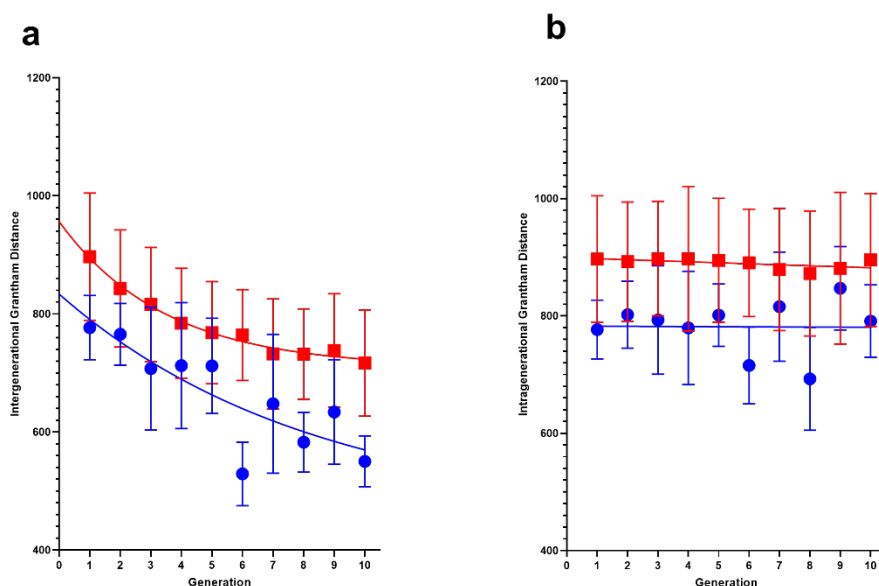 a
1200
1000
800
600
400
Intergenerational Grantham Distance
0 1 2 3 4 5 6 7 8 9 10
Generation
b
1200
1000
800
600
400
Intragenerational Grantham Distance
0 1 2 3 4 5 6 7 8 9 10
Generation